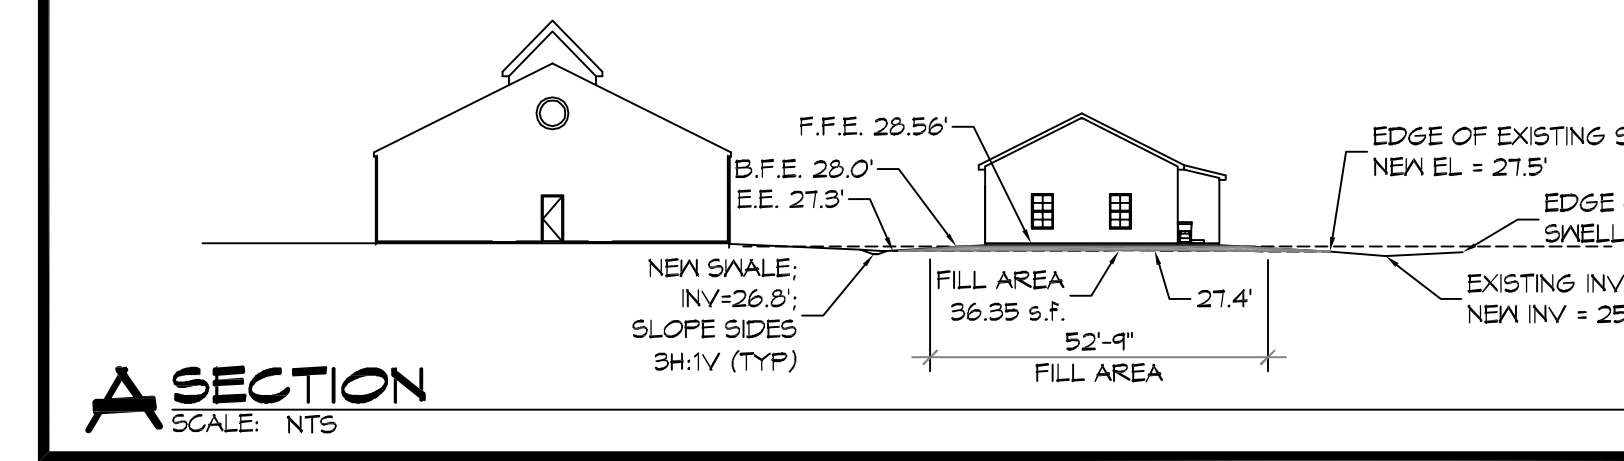 F.F.E. 28.56'
B.F.E. 28.0'
E.E. 27.3'
EDGE OF EXISTING
NEW EL = 27.5'
EDGE
SWELL
NEW SWALE;
INV=26.8';
SLOPE SIDES
3H:1V (TYP)
FILL AREA
36.35 s.f.
27.4'
EXISTING INV
NEW INV = 25
52'-9"
FILL AREA
A SECTION
SCALE: NTS